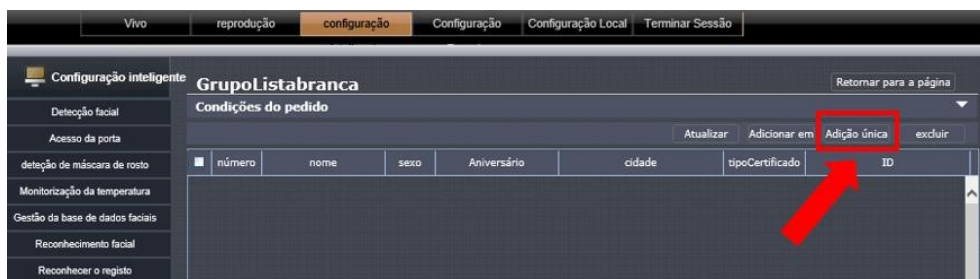 Vivo reprodução configuração Configuração Configuração Local Terminar Sessão
Configuração inteligente
GrupoListabranca
Retornar para a página
Condições do pedido
Detecção facial
Acesso da porta
deteção de máscara de rosto
Monitorização da temperatura
Gestão da base de dados faciais
Reconhecimento facial
Reconhecer o registo
Atualizar Adicionar em Adição única excluir
número nome sexo Aniversário cidade tipoCertificado ID